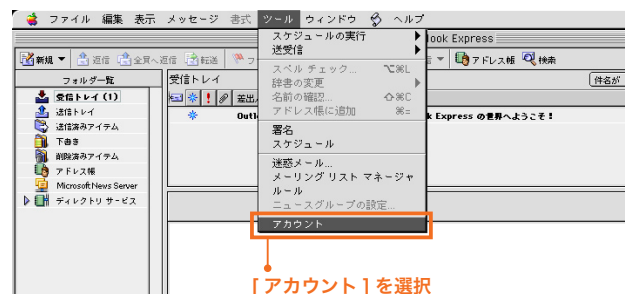 ファイル 編集 表示 メッセージ 書式 ツール ウィンドウ ヘルプ
look Express
新規 返信 全員へ返信 転送
アドレス帳 検索
フォルダー覧
受信トレイ (1)
送信トレイ
送信済みアイテム
下書き
削除済みアイテム
アドレス帳
Microsoft News Server
ディレクトリ サービス
受信トレイ
件名が
差出
Outl
k Express の世界へようこそ!
スケジュールの実行
送受信
スペル チェック... ⌥⌘L
辞書の変更
名前の確認... ⇧⌘C
アドレス帳に追加 ⌘=
署名
スケジュール
迷惑メール...
メーリング リスト マネージャ
ルール
ニュースグループの設定...
アカウント
[ アカウント ] を選択